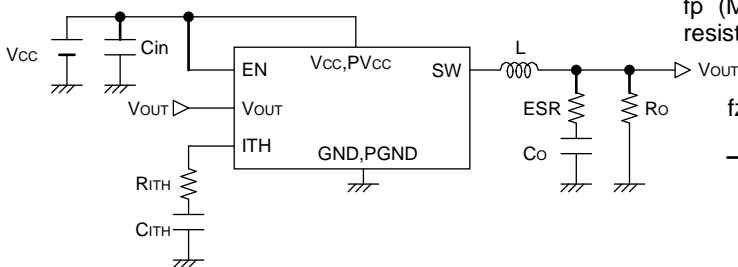 fp (M
resist
L
VCC
Cin
VCC,PVCC
EN
SW
VOUT
VOUT
VOUT
ESR
RO
fz
ITH
GND,PGND
CO
RITH
CITH